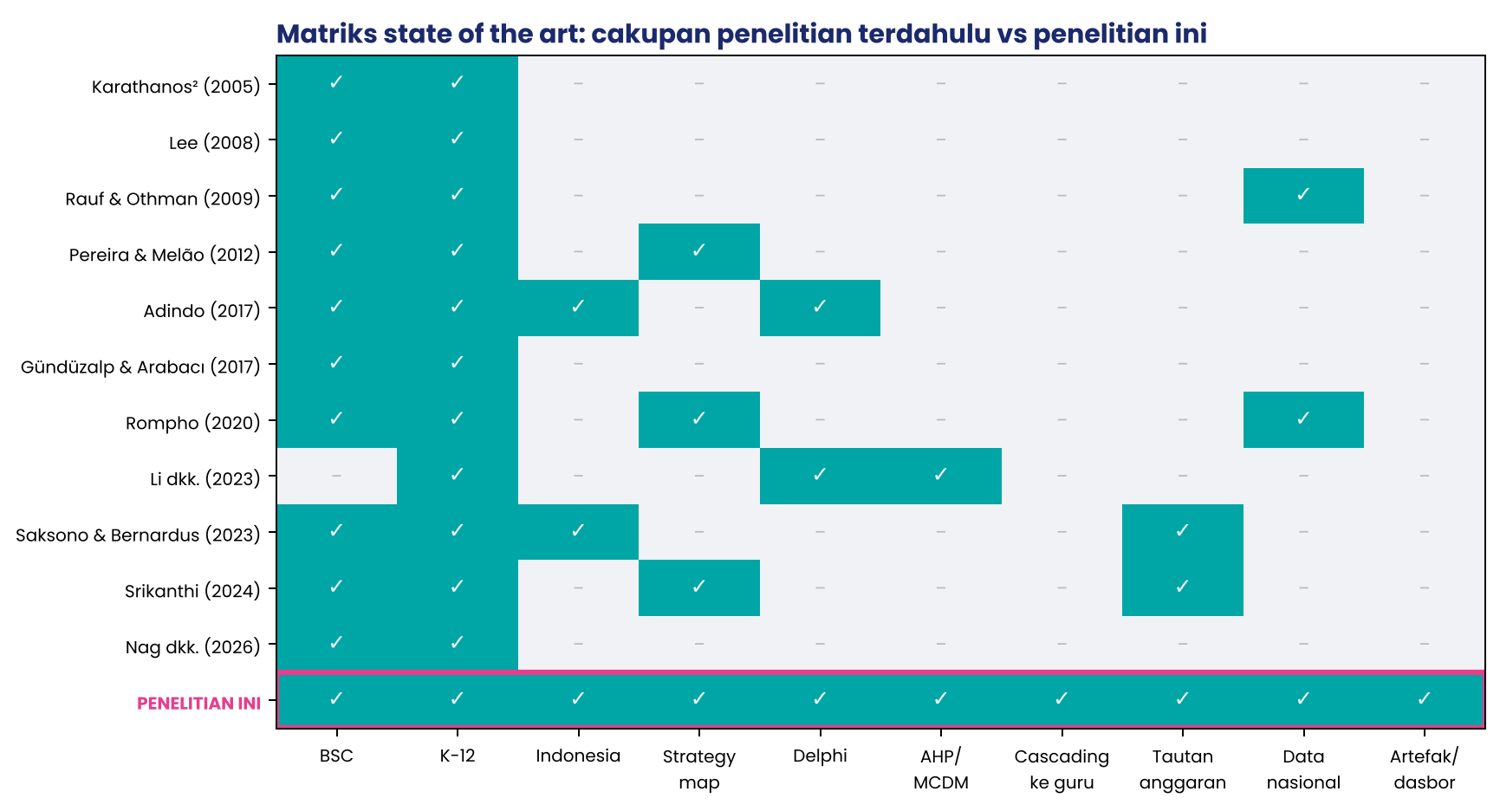 Matriks state of the art: cakupan penelitian terdahulu vs penelitian ini
Karathanos² (2005) ✓ ✓ – – – – – – – –
Lee (2008) ✓ ✓ – – – – – – – –
Rauf & Othman (2009) ✓ ✓ – – – – – – ✓ –
Pereira & Melão (2012) ✓ ✓ – ✓ – – – – – –
Adindo (2017) ✓ ✓ ✓ – ✓ – – – – –
Gündüzalp & Arabacı (2017) ✓ ✓ – – – – – – – –
Rompho (2020) ✓ ✓ – ✓ – – – – ✓ –
Li dkk. (2023) – ✓ – – ✓ ✓ – – – –
Saksono & Bernardus (2023) ✓ ✓ ✓ – – – – ✓ – –
Srikanthi (2024) ✓ ✓ – ✓ – – – ✓ – –
Nag dkk. (2026) ✓ ✓ – – – – – – – –
PENELITIAN INI ✓ ✓ ✓ ✓ ✓ ✓ ✓ ✓ ✓ ✓
BSC
K-12
Indonesia
Strategy
map
Delphi
AHP/
MCDM
Cascading
ke guru
Tautan
anggaran
Data
nasional
Artefak/
dasbor